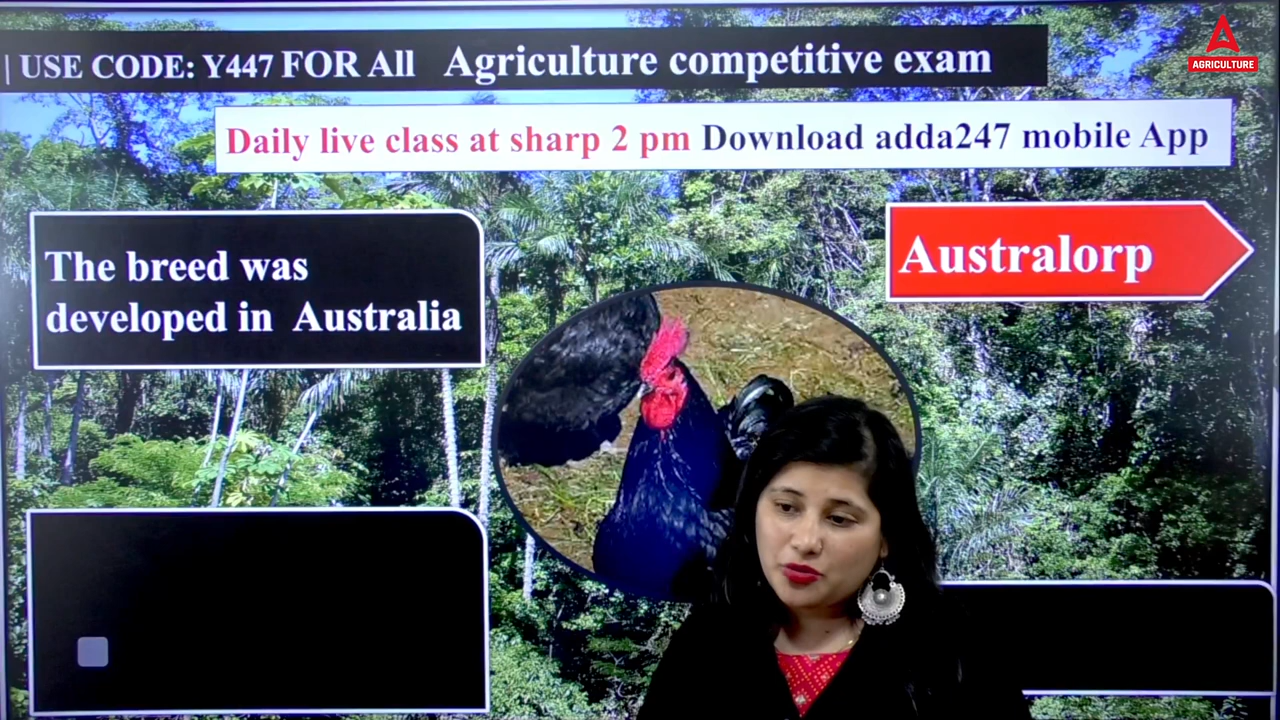 | USE CODE: Y447 FOR All Agriculture competitive exam
AGRICULTURE
Daily live class at sharp 2 pm Download adda247 mobile App
The breed was
developed in Australia
Australorp